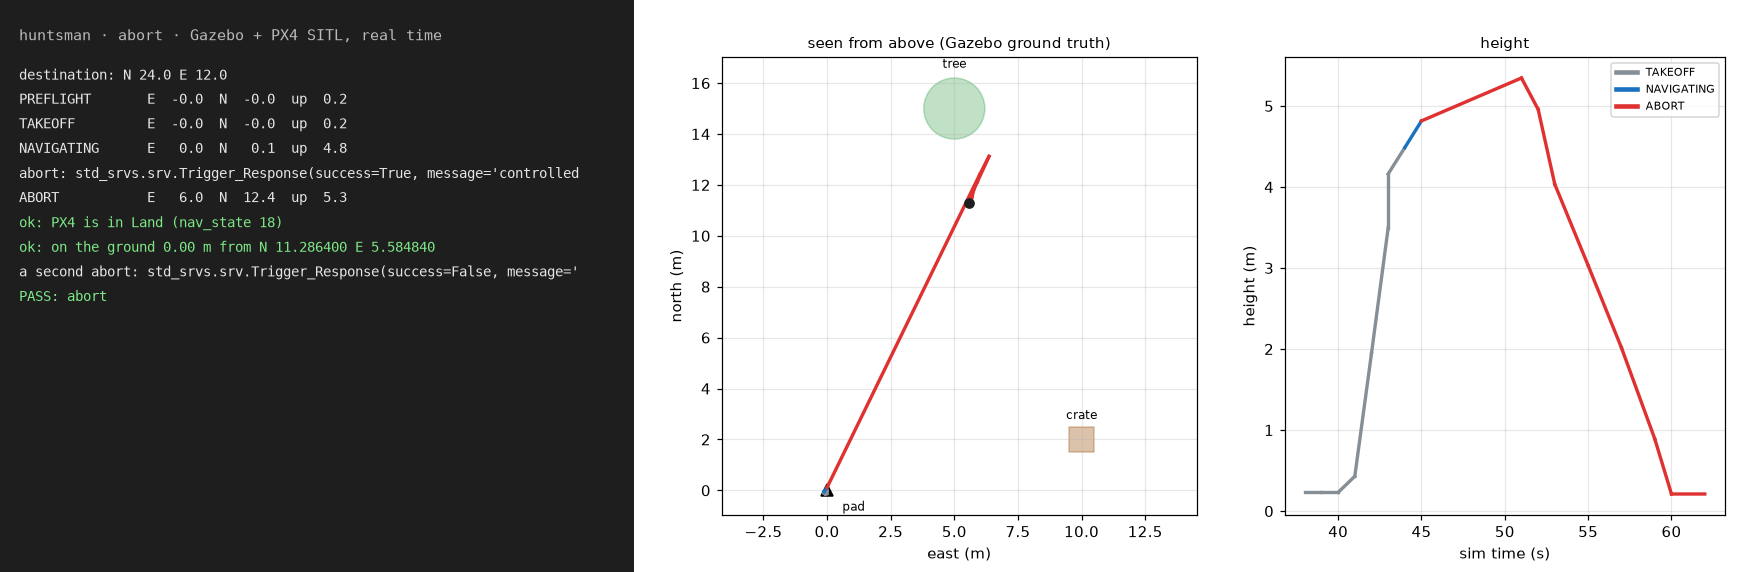 huntsman · abort · Gazebo + PX4 SITL, real time
destination: N 24.0 E 12.0
PREFLIGHT       E  -0.0  N  -0.0  up  0.2
TAKEOFF         E  -0.0  N  -0.0  up  0.2
NAVIGATING      E   0.0  N   0.1  up  4.8
abort: std_srvs.srv.Trigger_Response(success=True, message='controlled
ABORT           E   6.0  N  12.4  up  5.3
ok: PX4 is in Land (nav_state 18)
ok: on the ground 0.00 m from N 11.286400 E 5.584840
a second abort: std_srvs.srv.Trigger_Response(success=False, message='
PASS: abort
seen from above (Gazebo ground truth)
tree
crate
pad
16
14
12
10
8
6
4
2
0
north (m)
−2.5 0.0 2.5 5.0 7.5 10.0 12.5
east (m)
height
TAKEOFF
NAVIGATING
ABORT
5
4
3
2
1
0
height (m)
40 45 50 55 60
sim time (s)